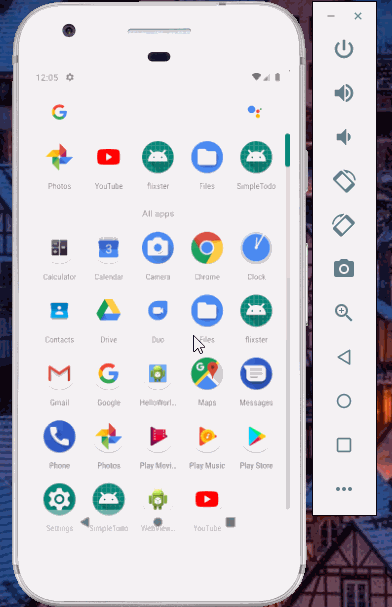 12:05
Photos YouTube flixster Files SimpleTodo
All apps
Calculator Calendar Camera Chrome Clock
3
Contacts Drive Duo Files flixster
Gmail Google HelloWorl... Maps Messages
Phone Photos Play Movi... Play Music Play Store
Settings SimpleTodo WebView... YouTube